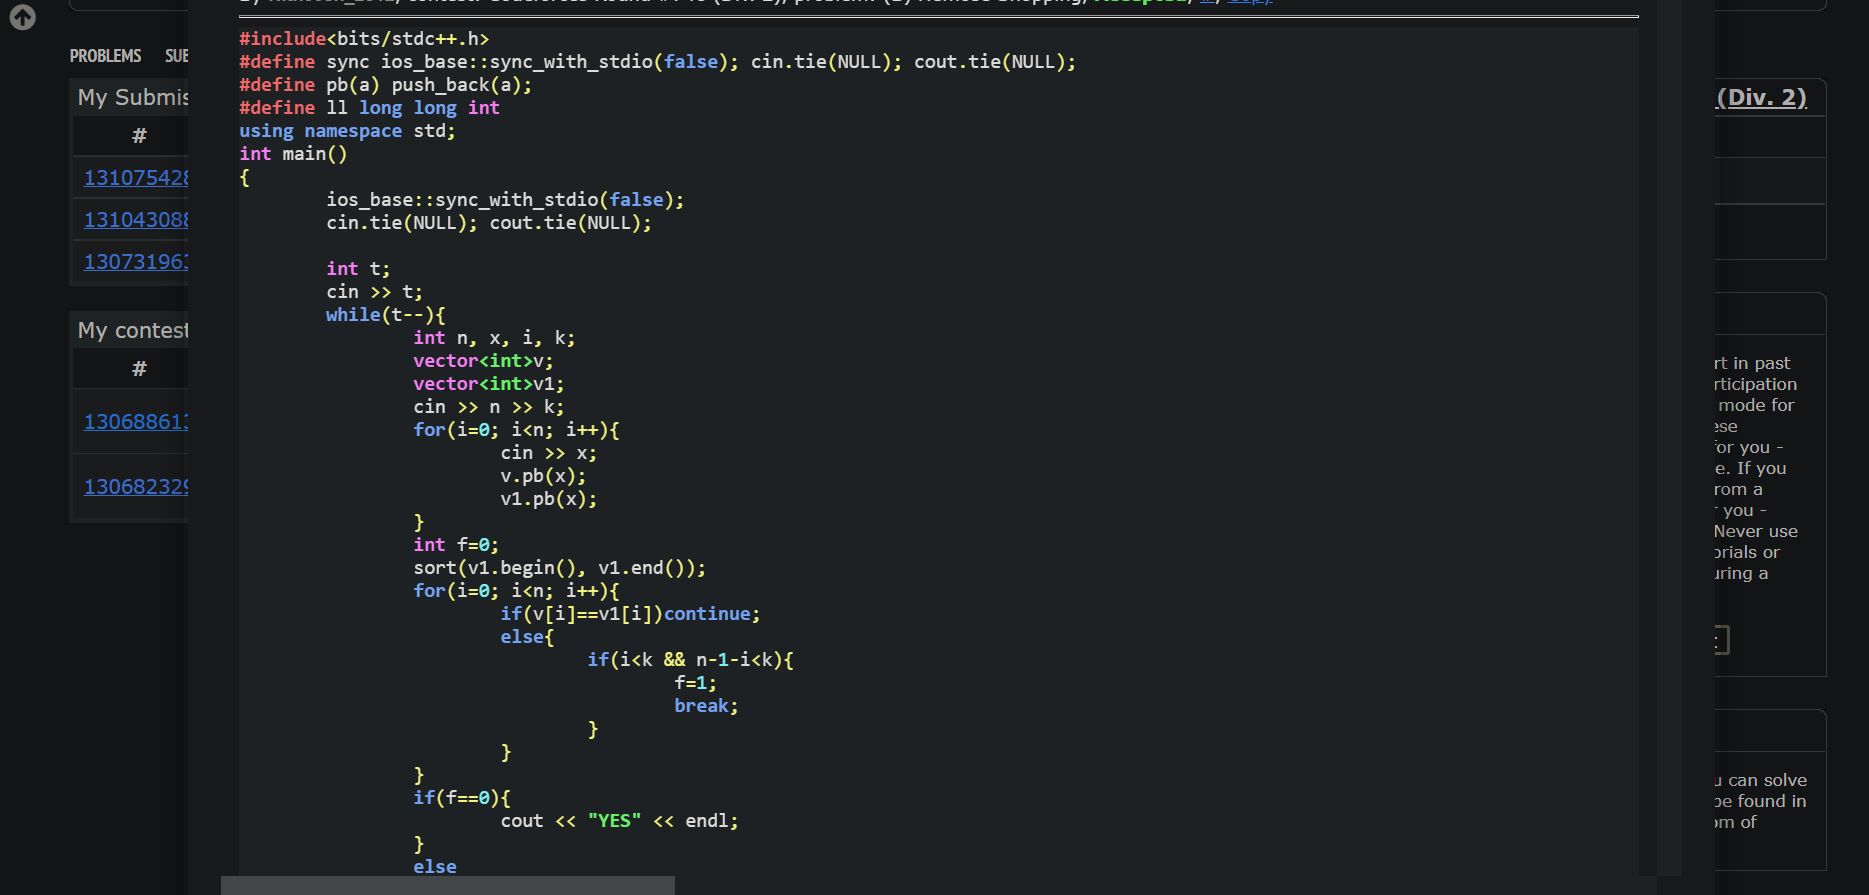 PROBLEMS SUB
My Submis
#
131075428
131043088
130731963
My contest
#
130688613
130682329
#include<bits/stdc++.h>
#define sync ios_base::sync_with_stdio(false); cin.tie(NULL); cout.tie(NULL);
#define pb(a) push_back(a);
#define ll long long int
using namespace std;
int main()
{
ios_base::sync_with_stdio(false);
cin.tie(NULL); cout.tie(NULL);
int t;
cin >> t;
while(t--){
int n, x, i, k;
vector<int>v;
vector<int>v1;
cin >> n >> k;
for(i=0; i<n; i++){
cin >> x;
v.pb(x);
v1.pb(x);
}
int f=0;
sort(v1.begin(), v1.end());
for(i=0; i<n; i++){
if(v[i]==v1[i])continue;
else{
if(i<k && n-1-i<k){
f=1;
break;
}
}
}
if(f==0){
cout << "YES" << endl;
}
else
(Div. 2)
rt in past
rticipation
mode for
ese
for you -
e. If you
rom a
you -
Never use
orials or
uring a
u can solve
be found in
om of